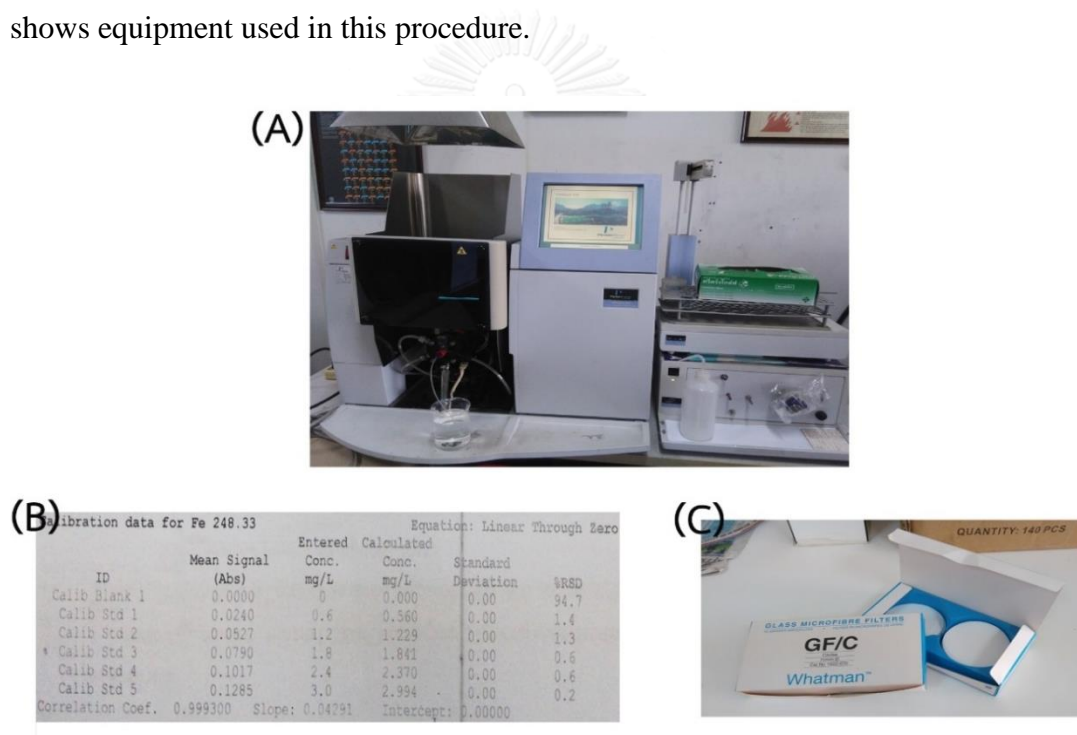 shows equipment used in this procedure.
(A)
(B)
alibration data for Fe 248.33
Equation: Linear Through Zero
Entered Calculated
Mean Signal Conc. Conc. Standard
ID (Abs) mg/L mg/L Deviation %RSD
Calib Blank 1 0.0000 0 0.000 0.00 94.7
Calib Std 1 0.0240 0.6 0.560 0.00 1.4
Calib Std 2 0.0527 1.2 1.229 0.00 1.3
Calib Std 3 0.0790 1.8 1.841 0.00 0.6
Calib Std 4 0.1017 2.4 2.370 0.00 0.6
Calib Std 5 0.1285 3.0 2.994 0.00 0.2
Correlation Coef. 0.999300 Slope: 0.04291 Intercept: 0.00000
(C)
QUANTITY: 140 PCS
GLASS MICROFIBRE FILTERS
GF/C
Whatman™